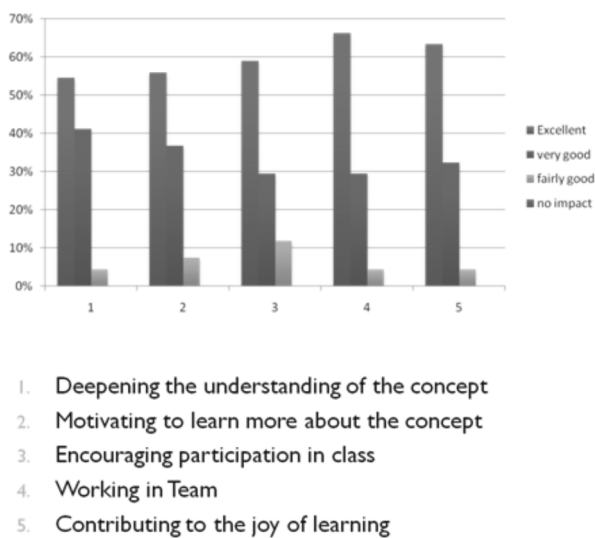 70%
60%
50%
40%
30%
20%
10%
0%
1 2 3 4 5
Excellent
very good
fairly good
no impact
1. Deepening the understanding of the concept
2. Motivating to learn more about the concept
3. Encouraging participation in class
4. Working in Team
5. Contributing to the joy of learning